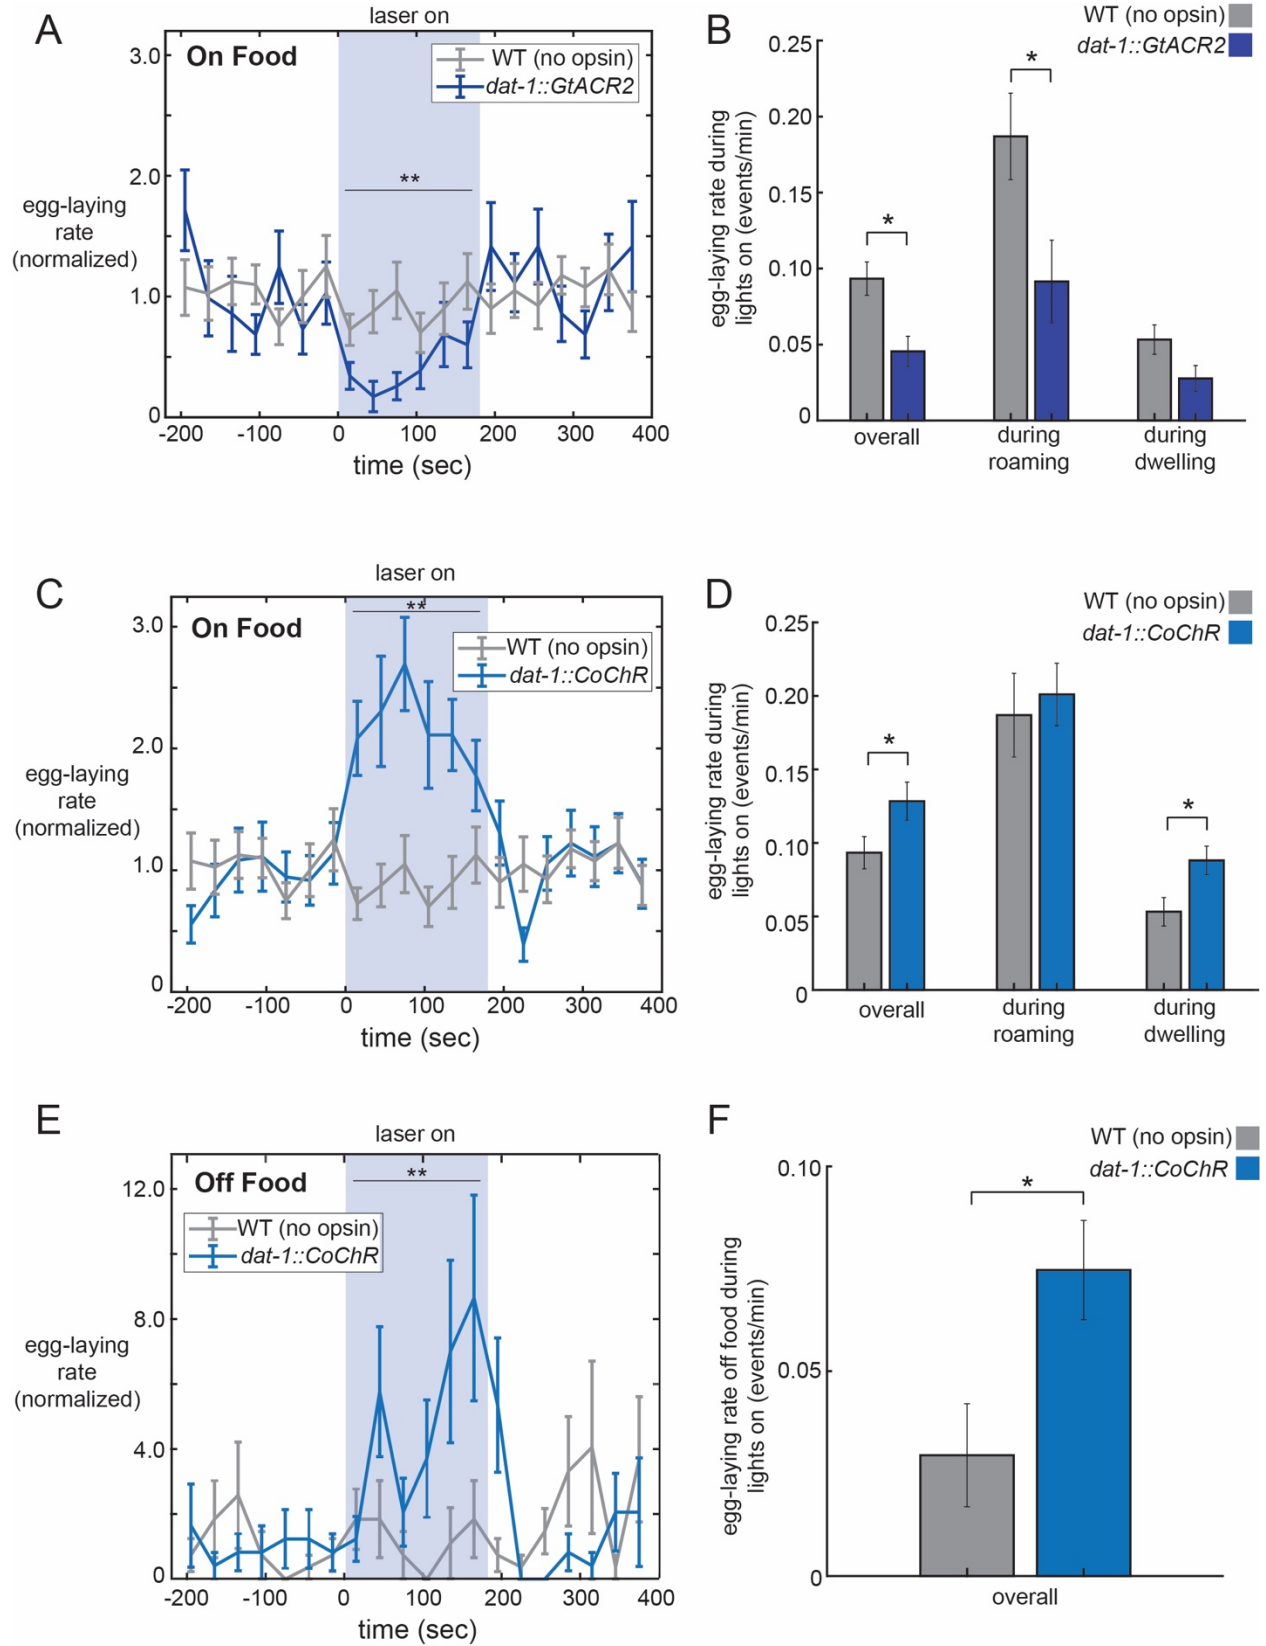 A
laser on
On Food
WT (no opsin)
dat-1::GtACR2
**
3.0
2.0
1.0
0
egg-laying
rate
(normalized)
-200 -100 0 100 200 300 400
time (sec)
B
WT (no opsin)
dat-1::GtACR2
0.25
0.20
0.15
0.10
0.05
0
egg-laying rate during
lights on (events/min)
*
*
overall
during
roaming
during
dwelling
C
laser on
**
On Food
WT (no opsin)
dat-1::CoChR
3.0
2.0
1.0
0
egg-laying
rate
(normalized)
-200 -100 0 100 200 300 400
time (sec)
D
WT (no opsin)
dat-1::CoChR
0.25
0.20
0.15
0.10
0.05
0
egg-laying rate during
lights on (events/min)
*
*
overall
during
roaming
during
dwelling
E
laser on
**
Off Food
WT (no opsin)
dat-1::CoChR
12.0
8.0
4.0
0
egg-laying
rate
(normalized)
-200 -100 0 100 200 300 400
time (sec)
F
WT (no opsin)
dat-1::CoChR
0.10
0.05
0
egg-laying rate off food during
lights on (events/min)
*
overall